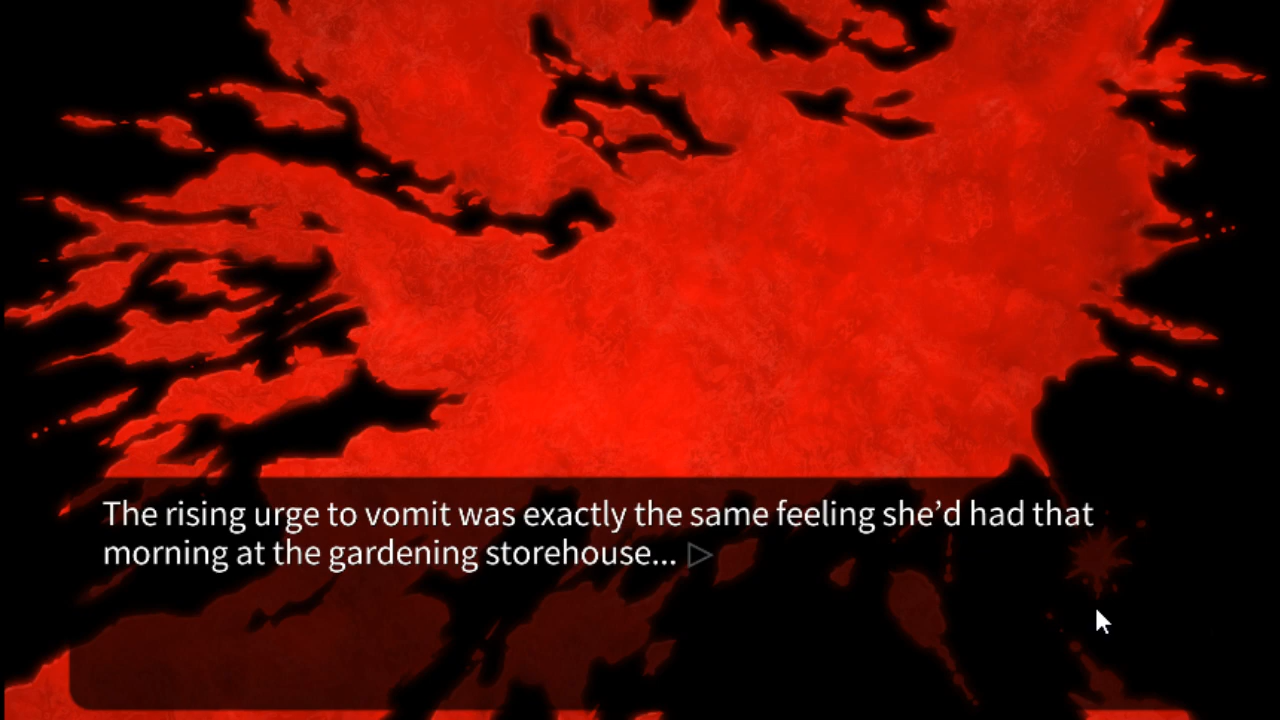 The rising urge to vomit was exactly the same feeling she’d had that
morning at the gardening storehouse...